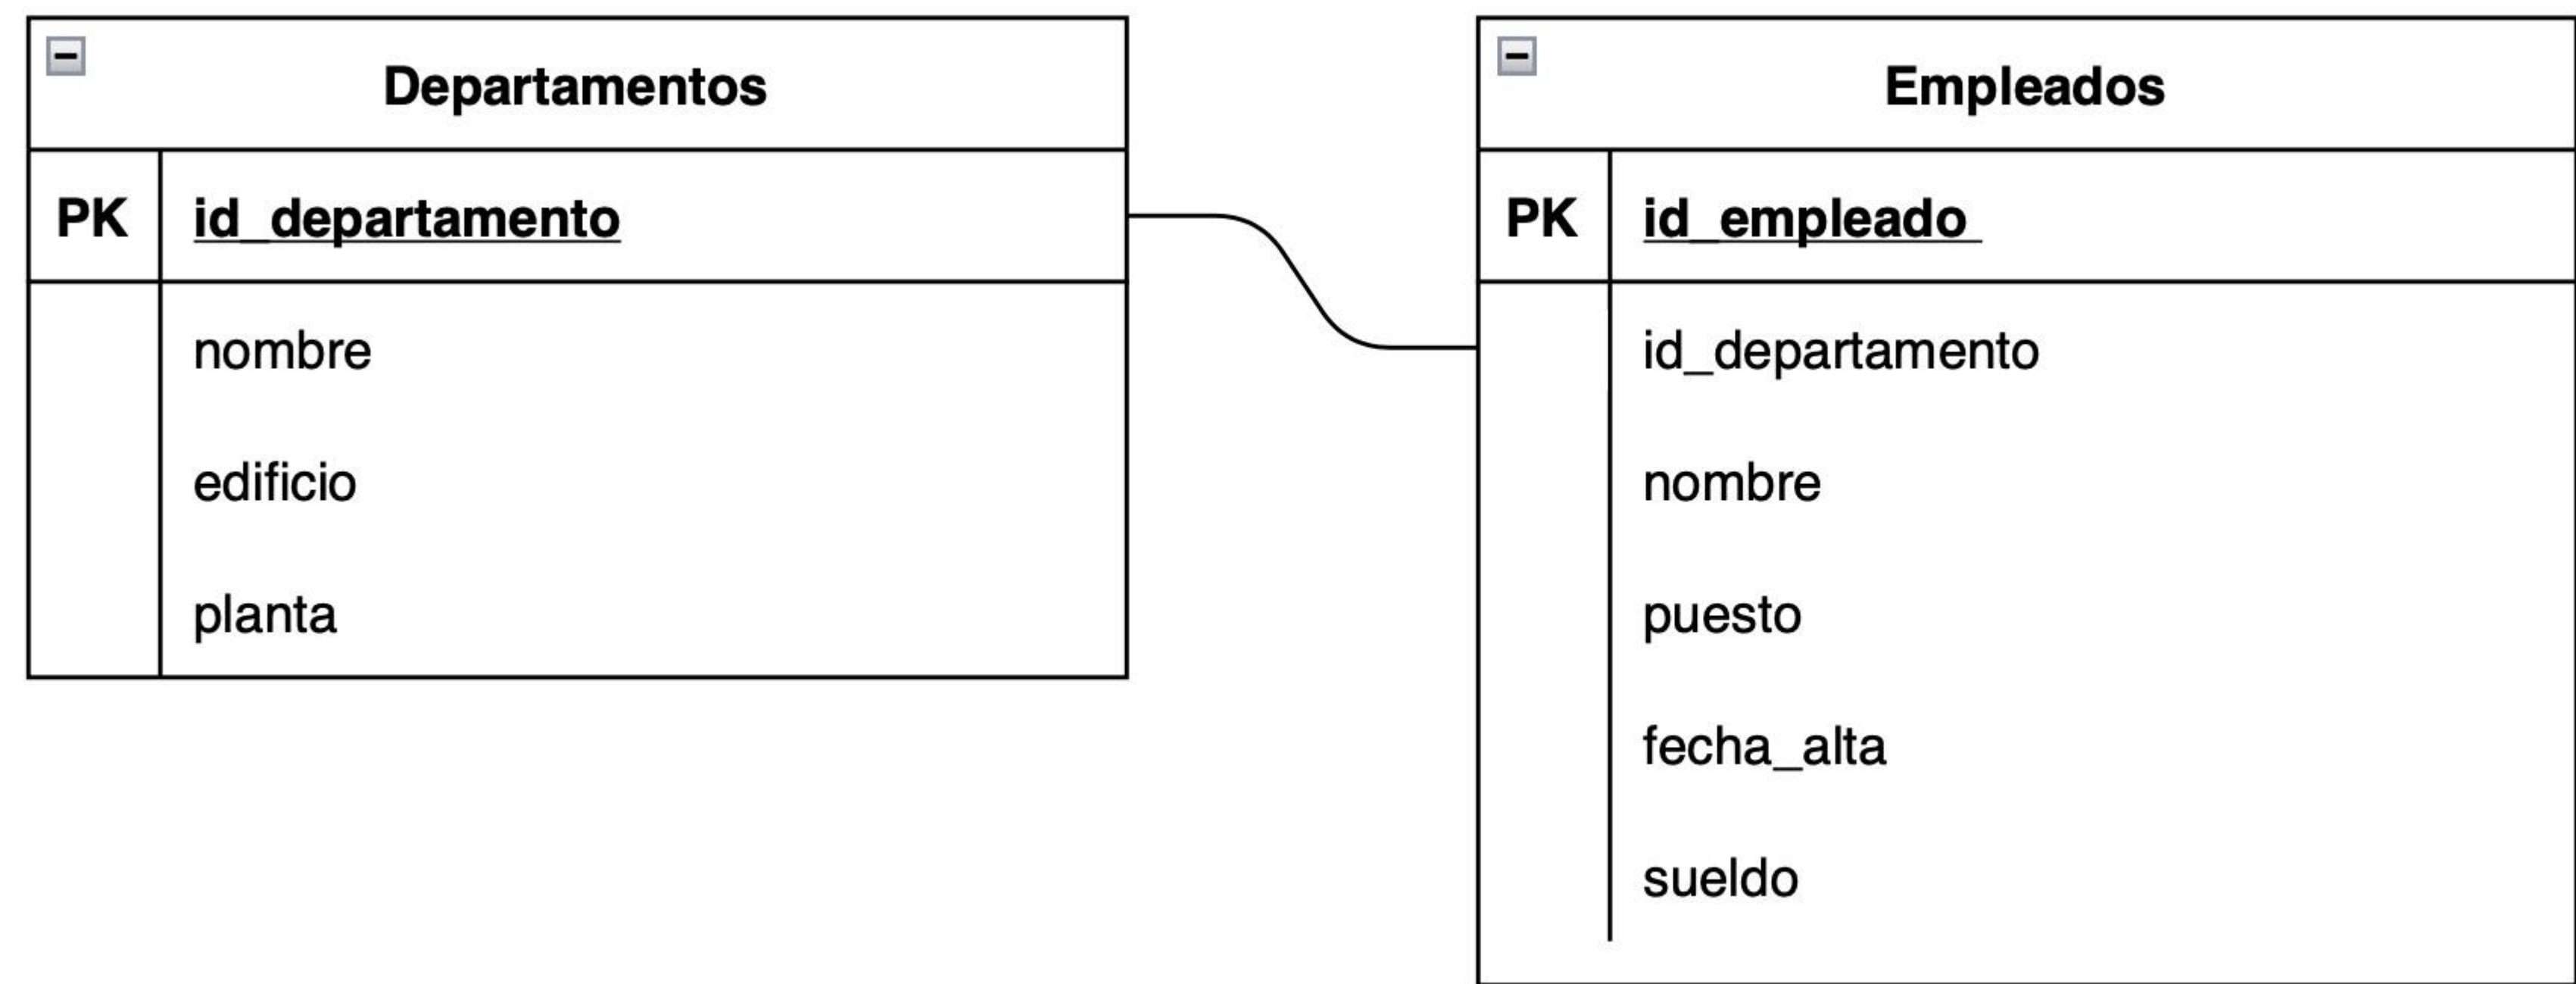 Departamentos
PK id_departamento
nombre
edificio
planta
Empleados
PK id_empleado
id_departamento
nombre
puesto
fecha_alta
sueldo